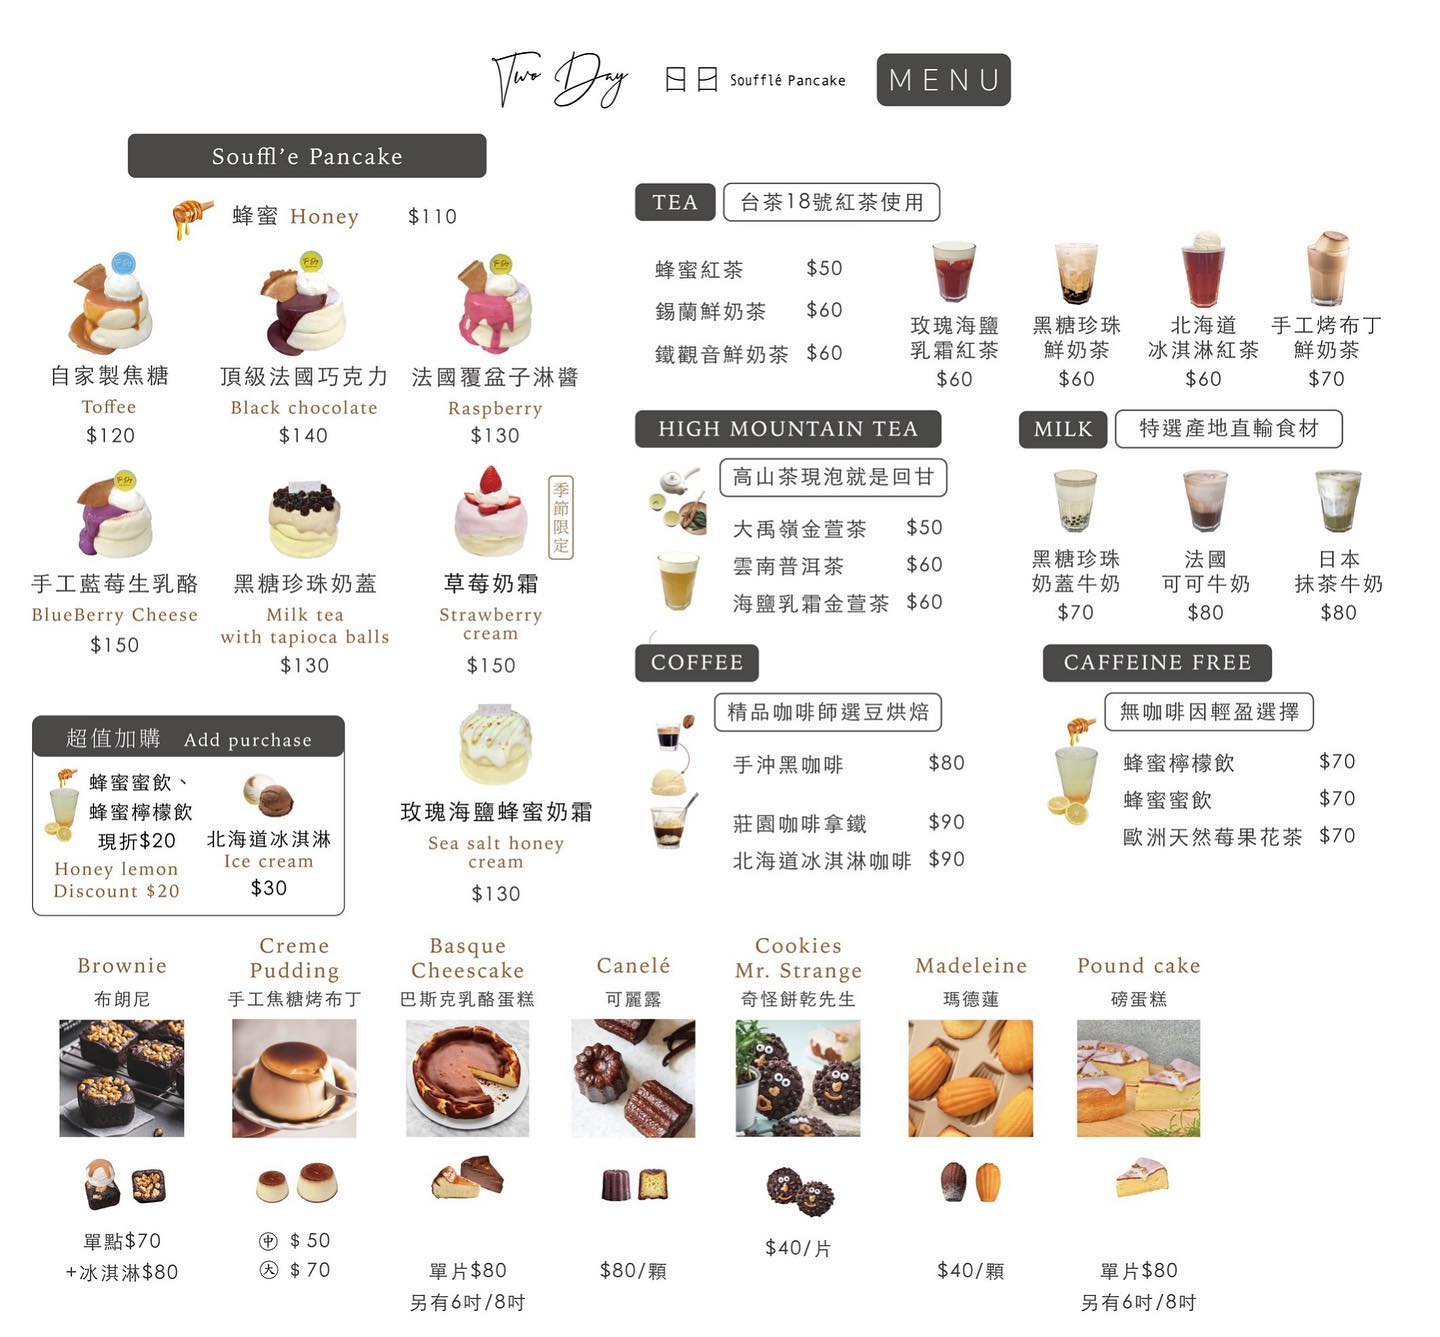 Two Day
日日 Soufflé Pancake
MENU
Souffl'e Pancake
蜂蜜 Honey $110
自家製焦糖
Toffee
$120
頂級法國巧克力
Black chocolate
$140
法國覆盆子淋醬
Raspberry
$130
手工藍莓生乳酪
BlueBerry Cheese
$150
黑糖珍珠奶蓋
Milk tea
with tapioca balls
$130
季節限定
草莓奶霜
Strawberry
cream
$150
玫瑰海鹽蜂蜜奶霜
Sea salt honey
cream
$130
超值加購 Add purchase
蜂蜜蜜飲、
蜂蜜檸檬飲
現折$20
Honey lemon
Discount $20
北海道冰淇淋
Ice cream
$30
TEA 台茶18號紅茶使用
蜂蜜紅茶 $50
錫蘭鮮奶茶 $60
鐵觀音鮮奶茶 $60
玫瑰海鹽
乳霜紅茶
$60
黑糖珍珠
鮮奶茶
$60
北海道
冰淇淋紅茶
$60
手工烤布丁
鮮奶茶
$70
HIGH MOUNTAIN TEA
高山茶現泡就是回甘
大禹嶺金萱茶 $50
雲南普洱茶 $60
海鹽乳霜金萱茶 $60
MILK 特選產地直輸食材
黑糖珍珠
奶蓋牛奶
$70
法國
可可牛奶
$80
日本
抹茶牛奶
$80
COFFEE
精品咖啡師選豆烘焙
手沖黑咖啡 $80
莊園咖啡拿鐵 $90
北海道冰淇淋咖啡 $90
CAFFEINE FREE
無咖啡因輕盈選擇
蜂蜜檸檬飲 $70
蜂蜜蜜飲 $70
歐洲天然莓果花茶 $70
Brownie
布朗尼
單點$70
+冰淇淋$80
Creme
Pudding
手工焦糖烤布丁
㊥ $50
大 $70
Basque
Cheescake
巴斯克乳酪蛋糕
單片$80
另有6吋/8吋
Canelé
可麗露
$80/顆
Cookies
Mr. Strange
奇怪餅乾先生
$40/片
Madeleine
瑪德蓮
$40/顆
Pound cake
磅蛋糕
單片$80
另有6吋/8吋